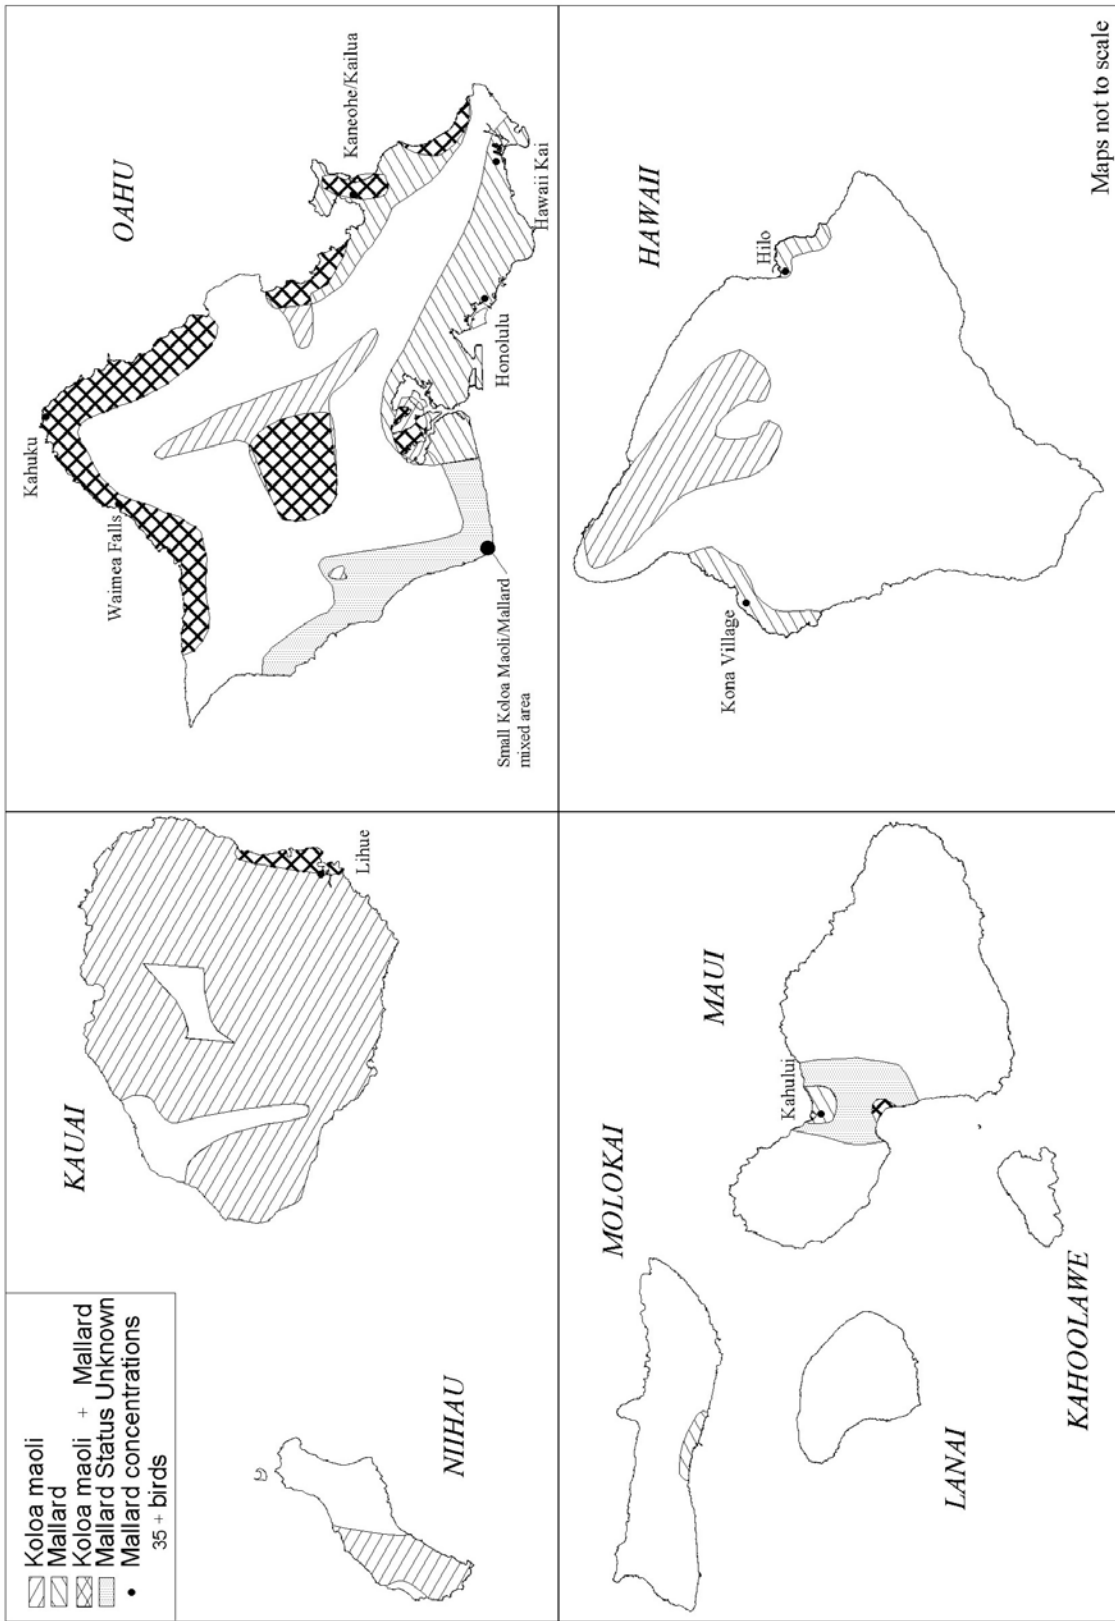 Koloa maoli
Mallard
Koloa maoli + Mallard
Mallard Status Unknown
Mallard concentrations
35 + birds
NIIHAU
KAUAI
Lihue
OAHU
Kahuku
Waimea Falls
Kaneohe/Kailua
Hawaii Kai
Honolulu
Small Koloa Maoli/Mallard
mixed area
MOLOKAI
LANAI
KAHOOLAWE
MAUI
Kahului
HAWAII
Hilo
Kona Village
Maps not to scale